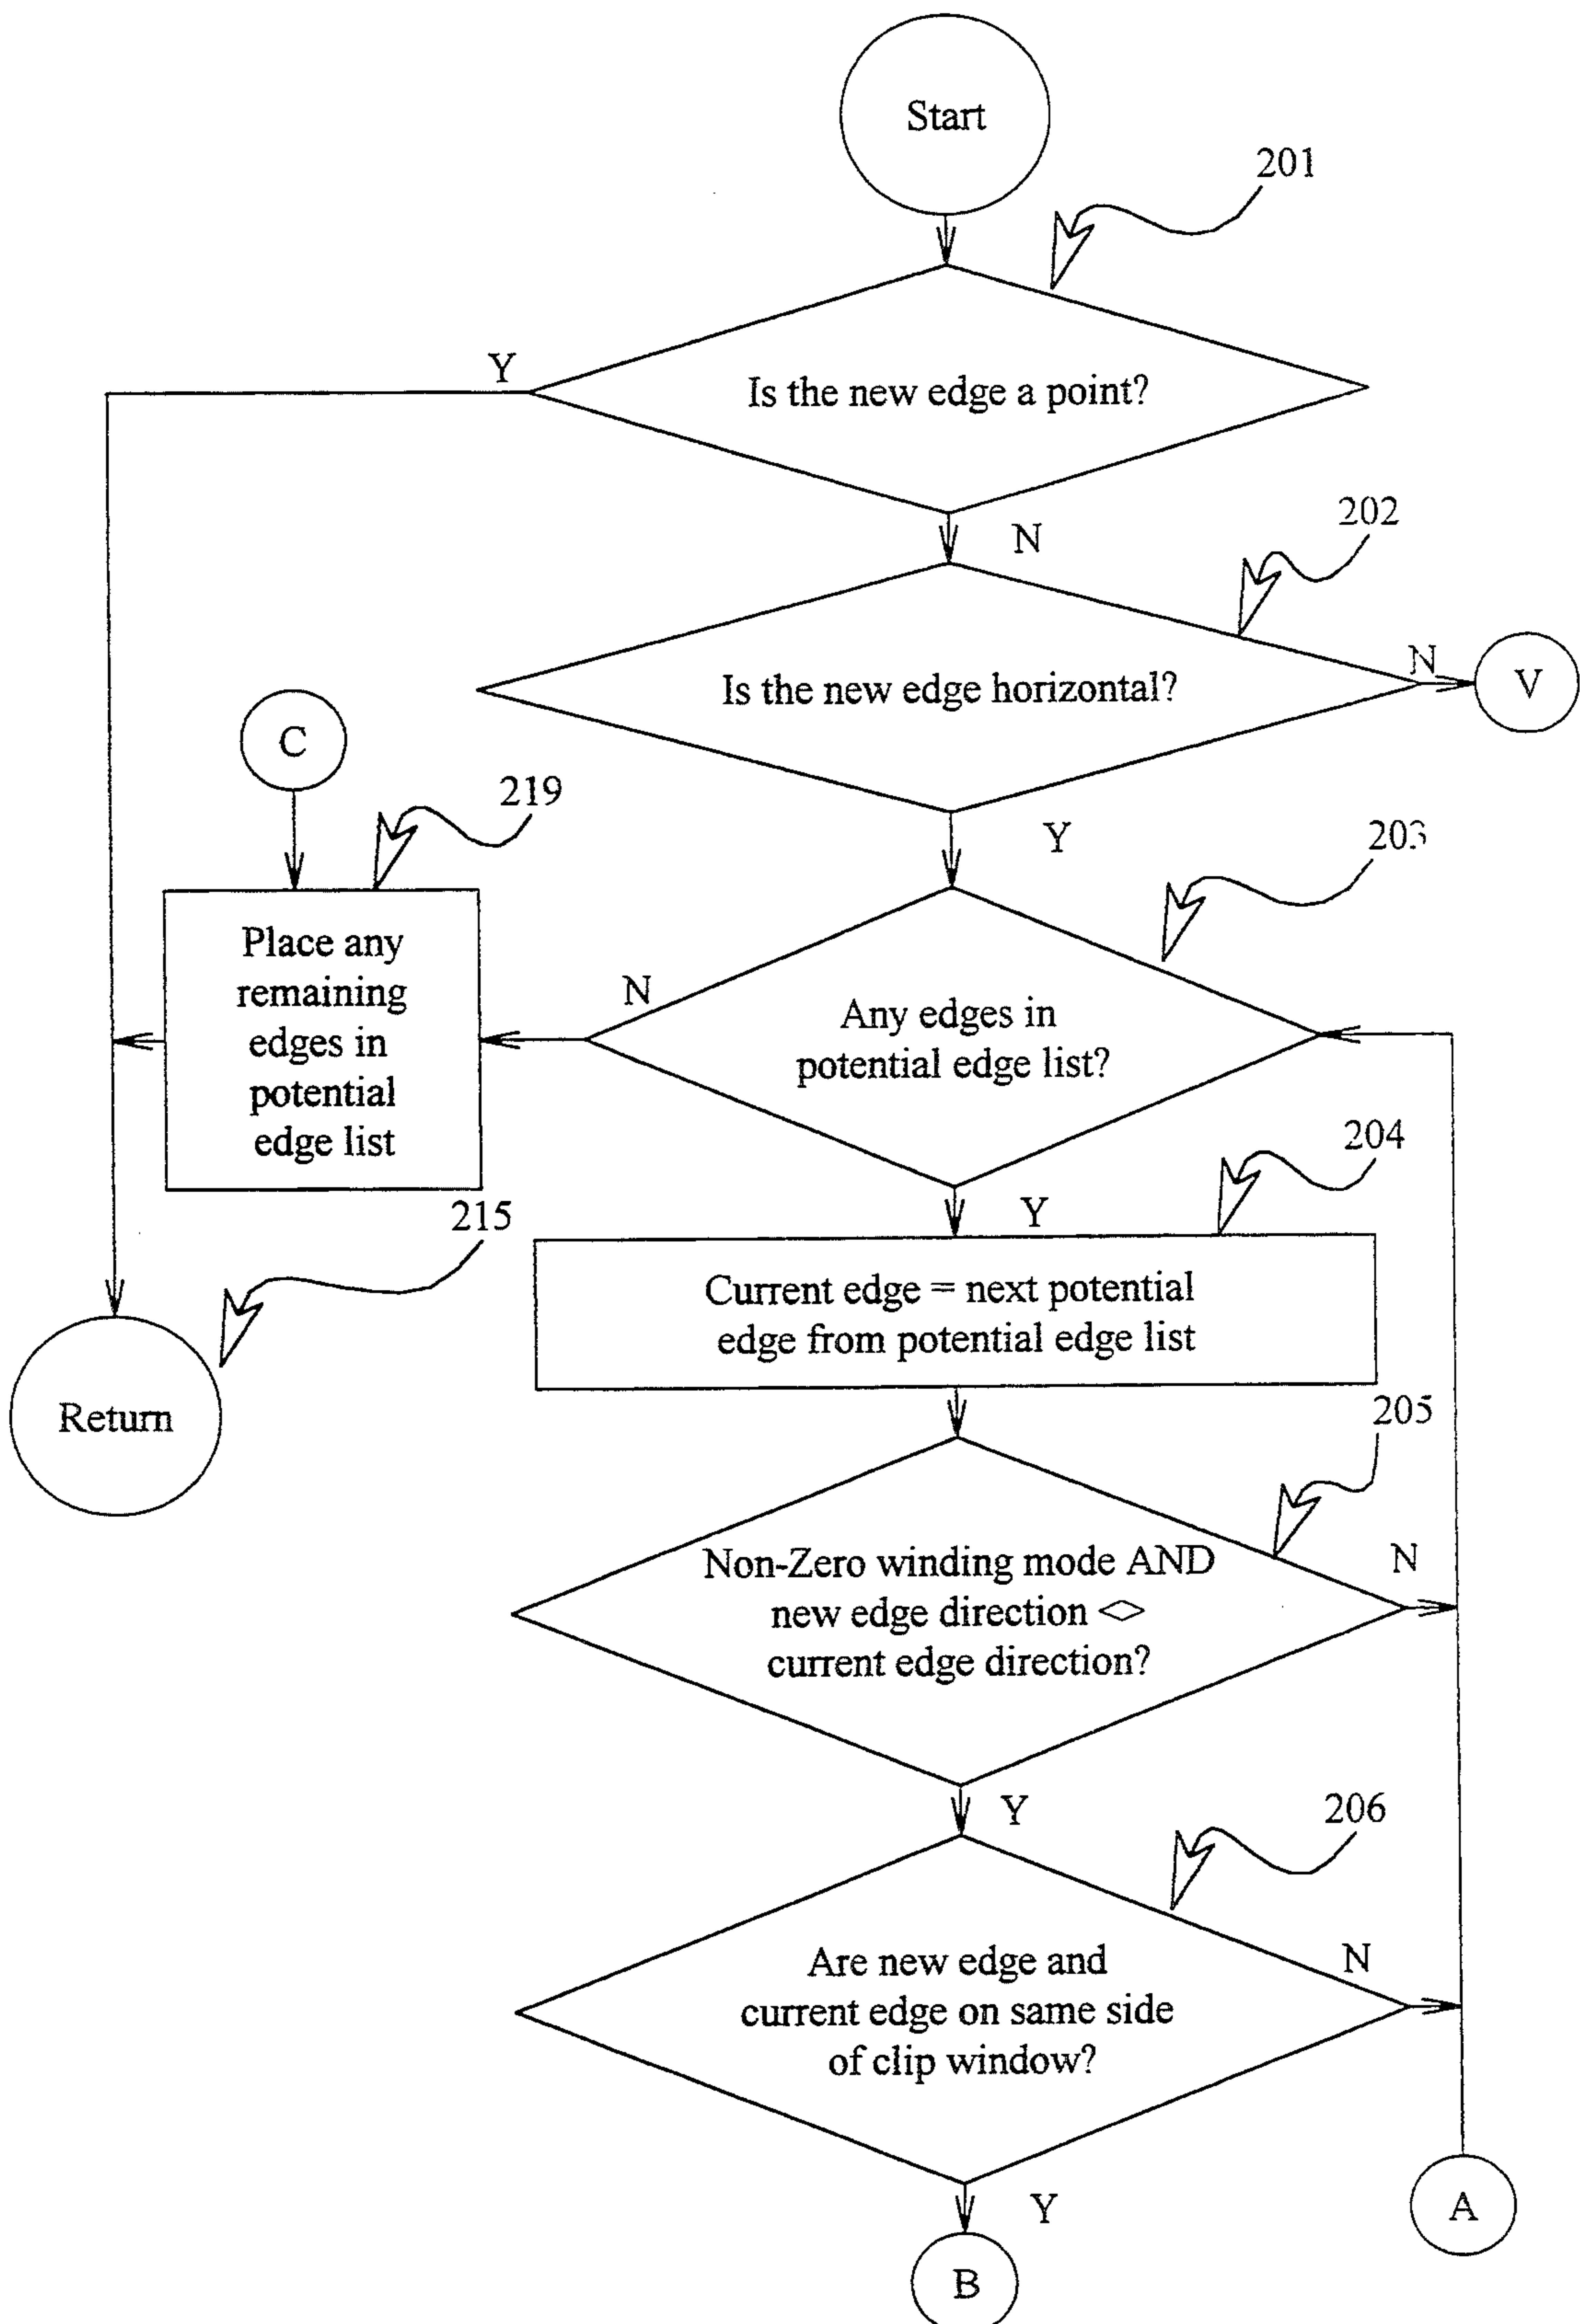 Start
201
Y
Is the new edge a point?
N
202
Is the new edge horizontal?
N
V
C
219
Y
203
Place any
remaining
edges in
potential
edge list
N
Any edges in
potential edge list?
204
215
Y
Current edge = next potential
edge from potential edge list
Return
205
Non-Zero winding mode AND
new edge direction <>
current edge direction?
N
Y
206
Are new edge and
current edge on same side
of clip window?
N
Y
A
B